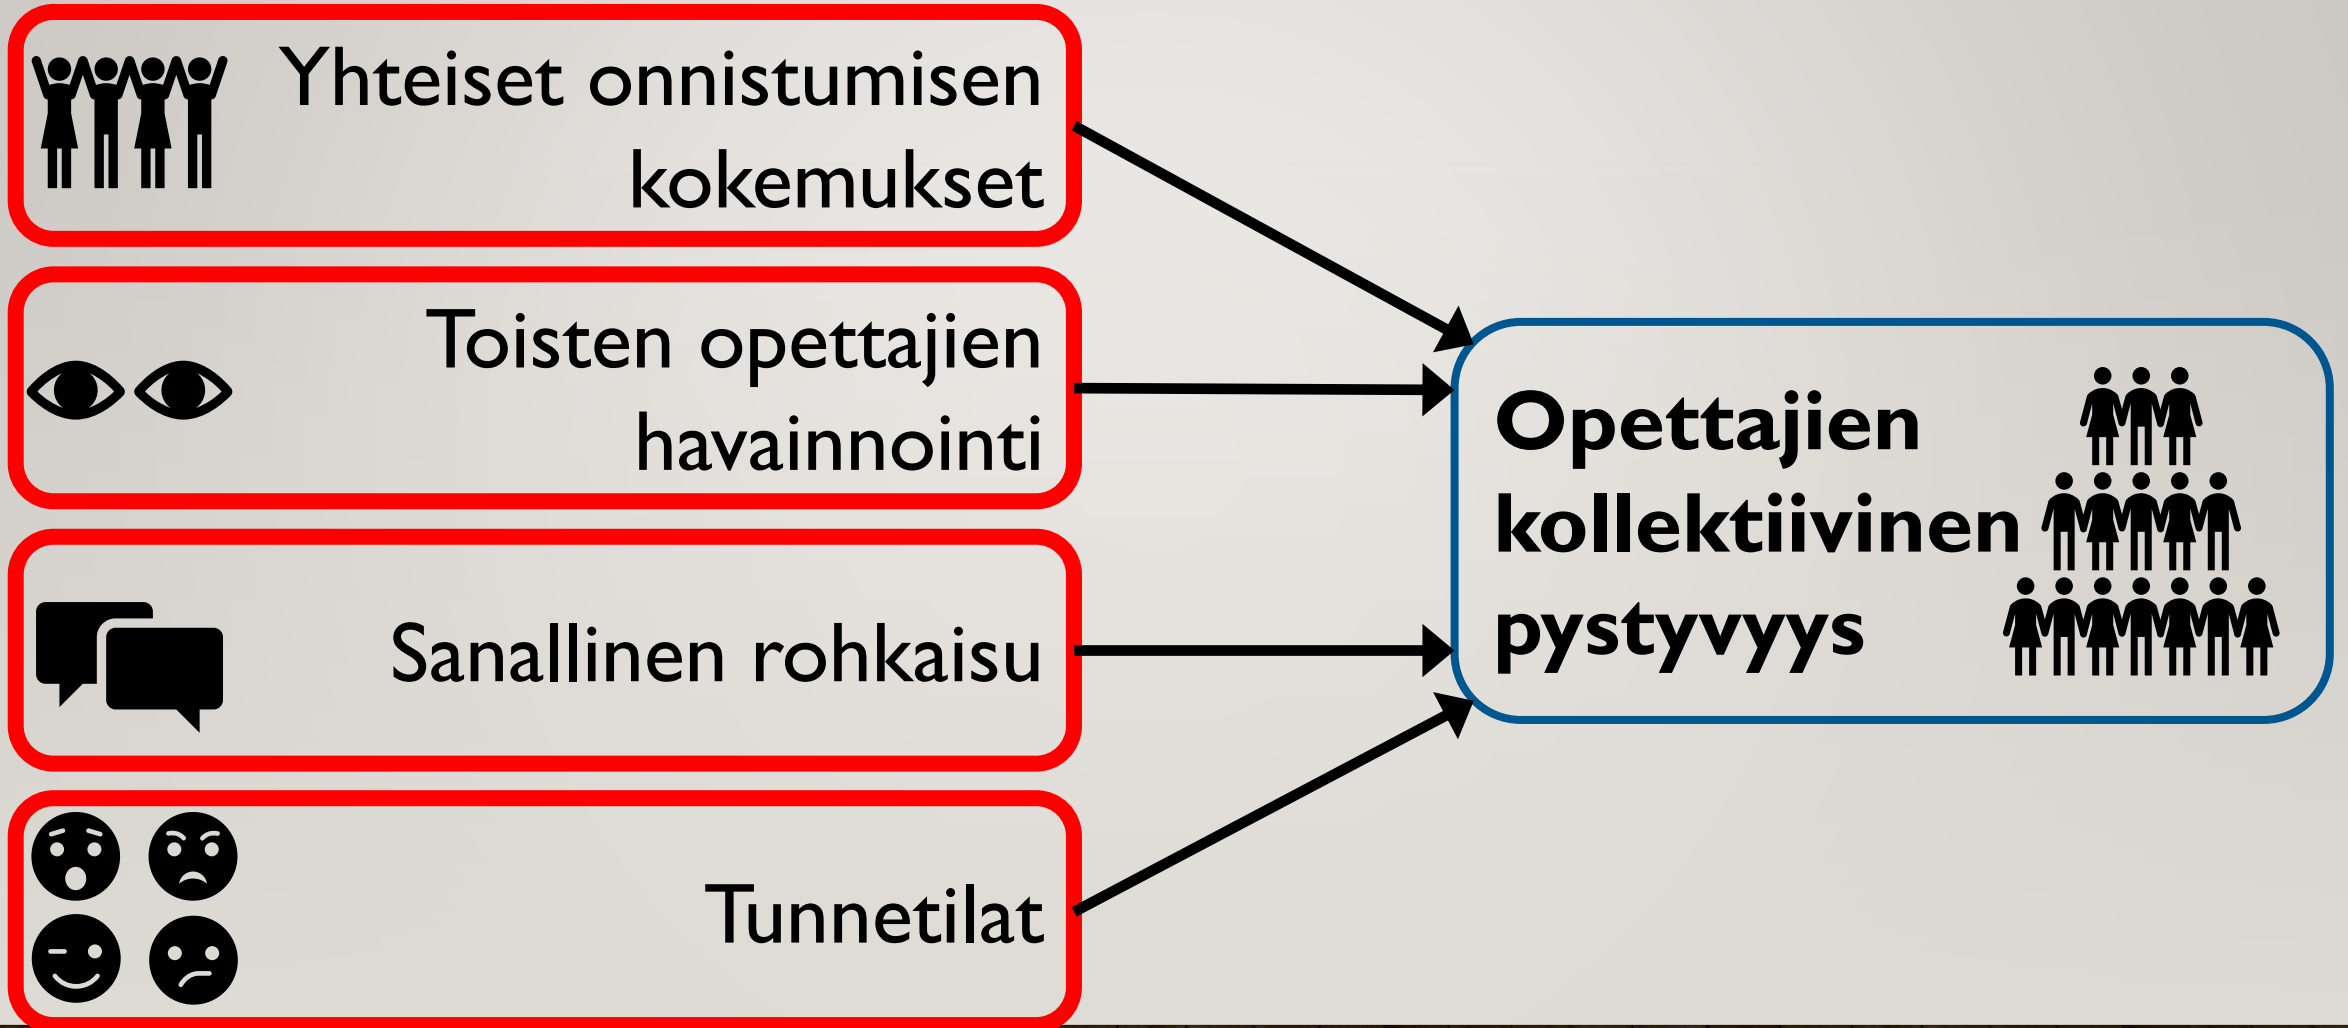 Yhteiset onnistumisen
kokemukset
Toisten opettajien
havainnointi
Sanallinen rohkaisu
Tunnetilat
Opettajien
kollektiivinen
pystyvyys